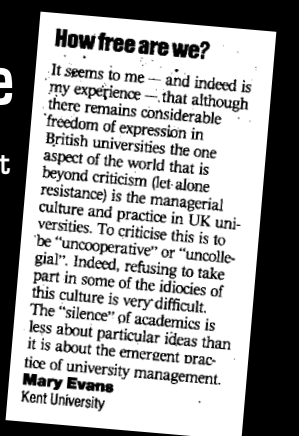 How free are we?
It seems to me — and indeed is
my experience — that although
there remains considerable
freedom of expression in
British universities the one
aspect of the world that is
beyond criticism (let alone
resistance) is the managerial
culture and practice in UK uni-
versities. To criticise this is to
be “uncooperative” or “uncolle-
gial”. Indeed, refusing to take
part in some of the idiocies of
this culture is very difficult.
The “silence” of academics is
less about particular ideas than
it is about the emergent prac-
tice of university management.
Mary Evans
Kent University
e
t